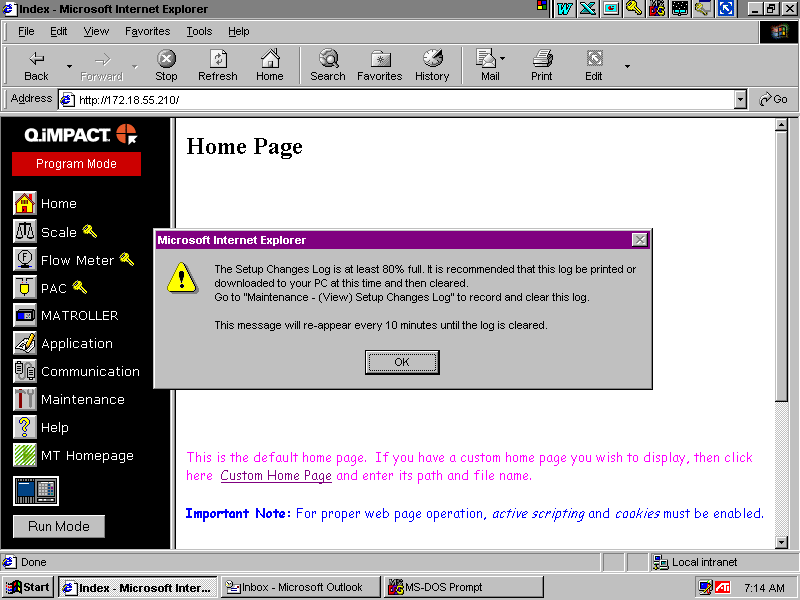 Index - Microsoft Internet Explorer
File Edit View Favorites Tools Help
Back Forward Stop Refresh Home Search Favorites History Mail Print Edit
Address http://172.18.55.210/ Go
Q.iMPACT.
Program Mode
Home
Scale
Flow Meter
PAC
MATROLLER
Application
Communication
Maintenance
Help
MT Homepage
Run Mode
Home Page
Microsoft Internet Explorer
The Setup Changes Log is at least 80% full. It is recommended that this log be printed or
downloaded to your PC at this time and then cleared.
Go to "Maintenance - (View) Setup Changes Log" to record and clear this log.
This message will re-appear every 10 minutes until the log is cleared.
OK
This is the default home page. If you have a custom home page you wish to display, then click
here Custom Home Page and enter its path and file name.
Important Note: For proper web page operation, active scripting and cookies must be enabled.
Done Local intranet
Start Index - Microsoft Inter... Inbox - Microsoft Outlook MS-DOS Prompt 7:14 AM